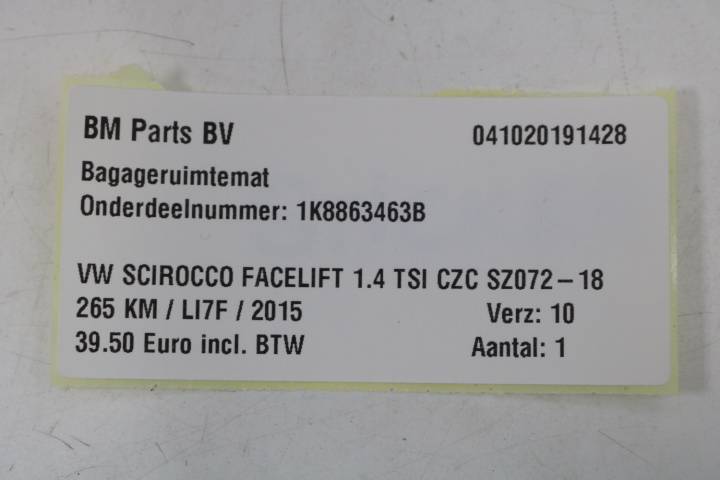 BM Parts BV 041020191428
Bagageruimtemat
Onderdeelnummer: 1K8863463B
VW SCIROCCO FACELIFT 1.4 TSI CZC SZ072-18
265 KM / LI7F / 2015 Verz: 10
39.50 Euro incl. BTW Aantal: 1